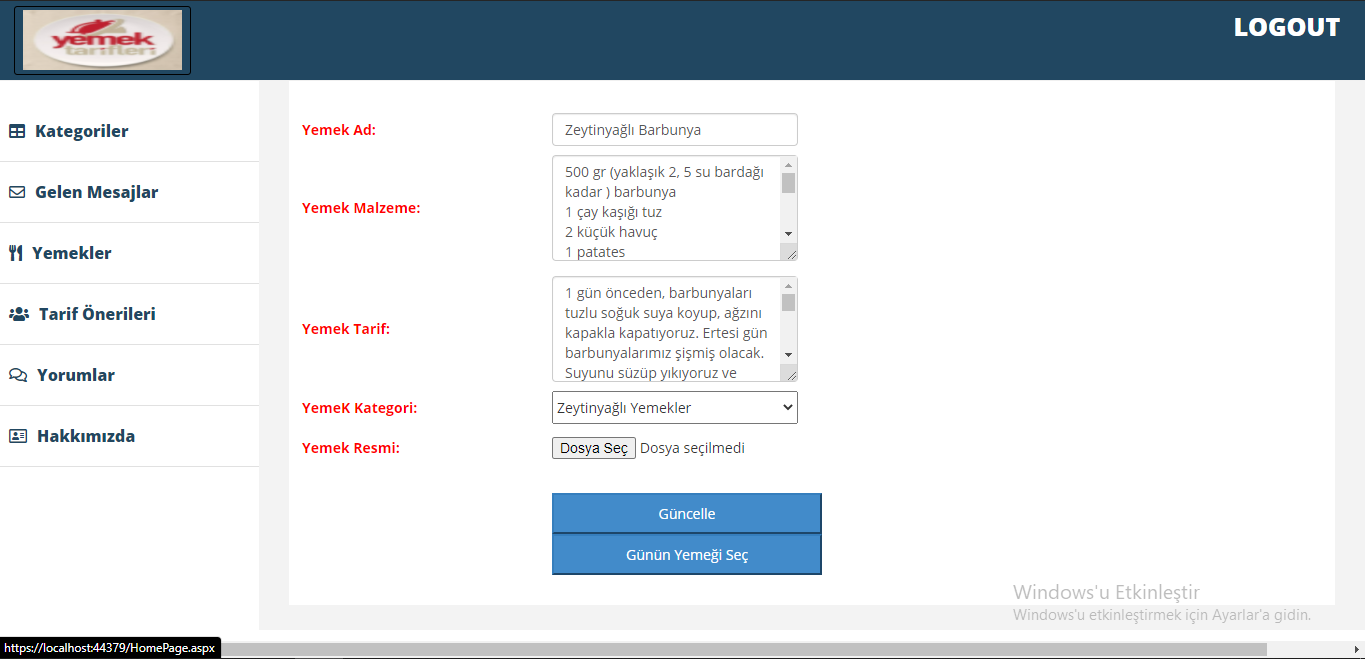 yemek
tarifleri
LOGOUT
Kategoriler
Gelen Mesajlar
Yemekler
Tarif Önerileri
Yorumlar
Hakkımızda
Yemek Ad:
Zeytinyağlı Barbunya
Yemek Malzeme:
500 gr (yaklaşık 2, 5 su bardağı
kadar ) barbunya
1 çay kaşığı tuz
2 küçük havuç
1 patates
Yemek Tarif:
1 gün önceden, barbunyaları
tuzlu soğuk suya koyup, ağzını
kapakla kapatıyoruz. Ertesi gün
barbunyalarımız şişmiş olacak.
Suyunu süzüp yıkıyoruz ve
YemeK Kategori:
Zeytinyağlı Yemekler
Yemek Resmi:
Dosya Seç Dosya seçilmedi
Güncelle
Günün Yemeği Seç
Windows'u Etkinleştir
Windows'u etkinleştirmek için Ayarlar'a gidin.
https://localhost:44379/HomePage.aspx